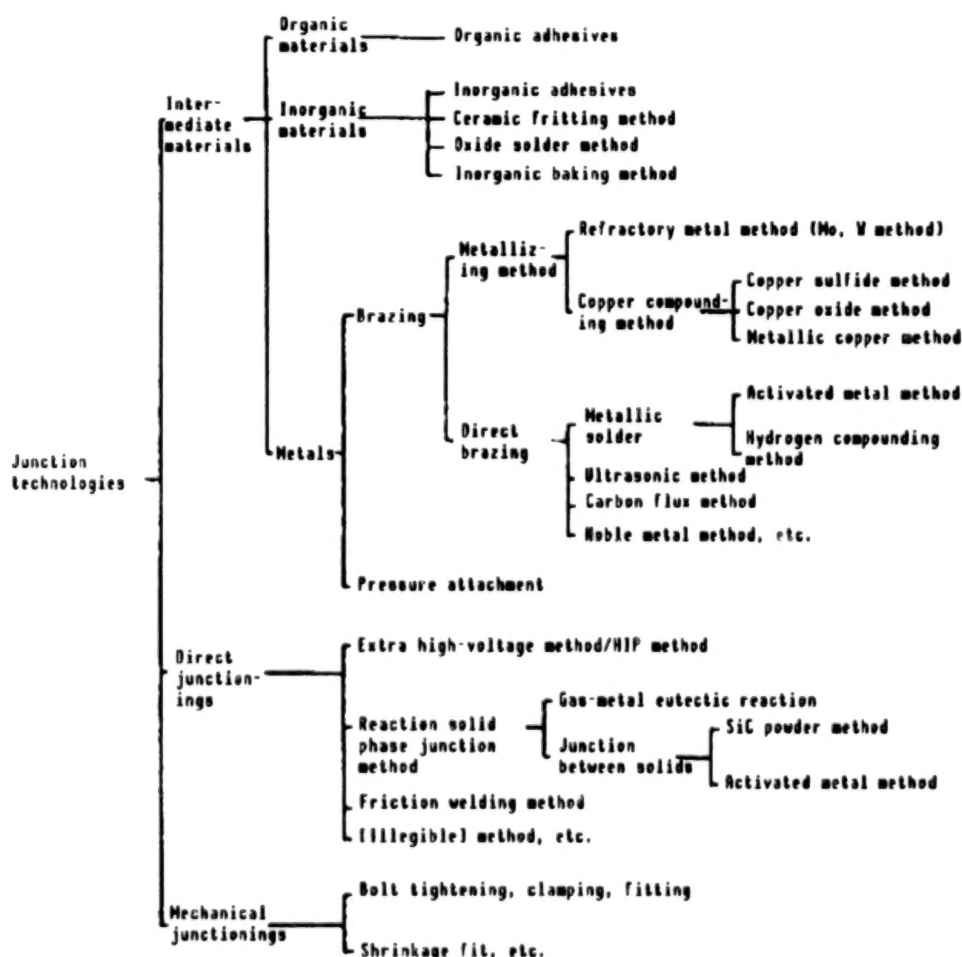 Organic
materials
Organic adhesives
Inter-
mediate
materials
Inorganic
materials
Inorganic adhesives
Ceramic fritting method
Oxide solder method
Inorganic baking method
Metalliz-
ing method
Refractory metal method (Mo, W method)
Brazing
Copper compound-
ing method
Copper sulfide method
Copper oxide method
Metallic copper method
Direct
brazing
Metallic
solder
Activated metal method
Hydrogen compounding
method
Metals
Ultrasonic method
Carbon flux method
Noble metal method, etc.
Junction
technologies
Pressure attachment
Direct
junction-
ings
Extra high-voltage method/HIP method
Reaction solid
phase junction
method
Gas-metal eutectic reaction
Junction
between solids
SiC powder method
Activated metal method
Friction welding method
[Illegible] method, etc.
Mechanical
junctionings
Bolt tightening, clamping, fitting
Shrinkage fit, etc.